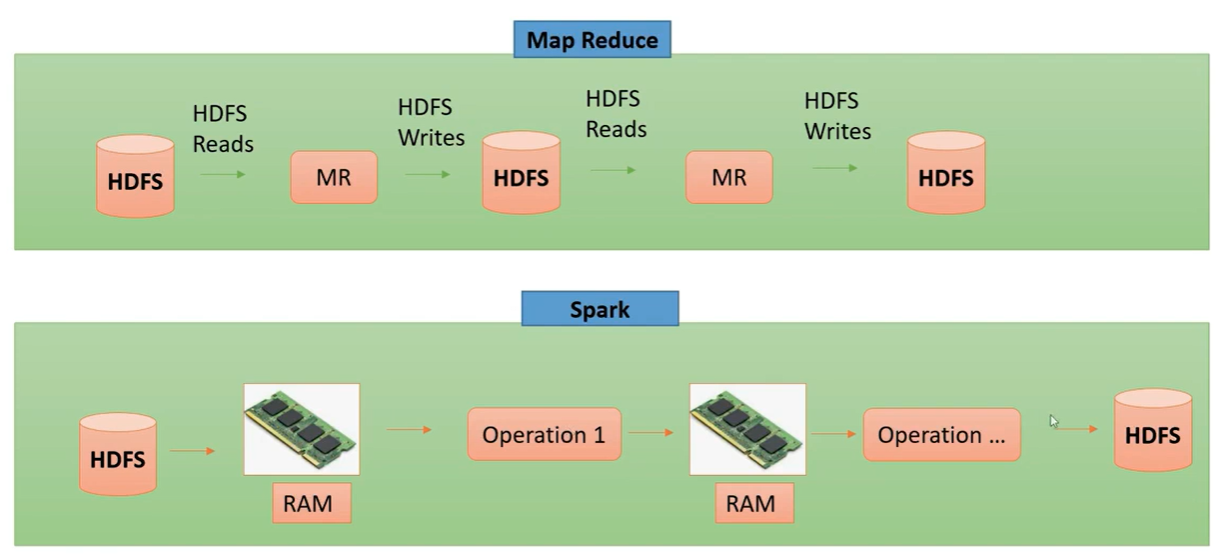 Map Reduce
HDFS
Reads
HDFS
Writes
HDFS
Reads
HDFS
Writes
HDFS
MR
HDFS
MR
HDFS
Spark
HDFS
RAM
Operation 1
RAM
Operation ...
HDFS